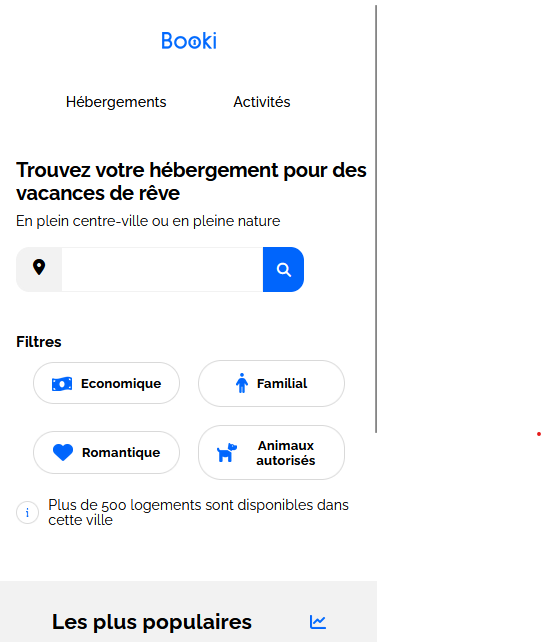 Booki
Hébergements Activités
Trouvez votre hébergement pour des
vacances de rêve
En plein centre-ville ou en pleine nature
Filtres
Economique Familial
Romantique Animaux
autorisés
i Plus de 500 logements sont disponibles dans
cette ville
Les plus populaires